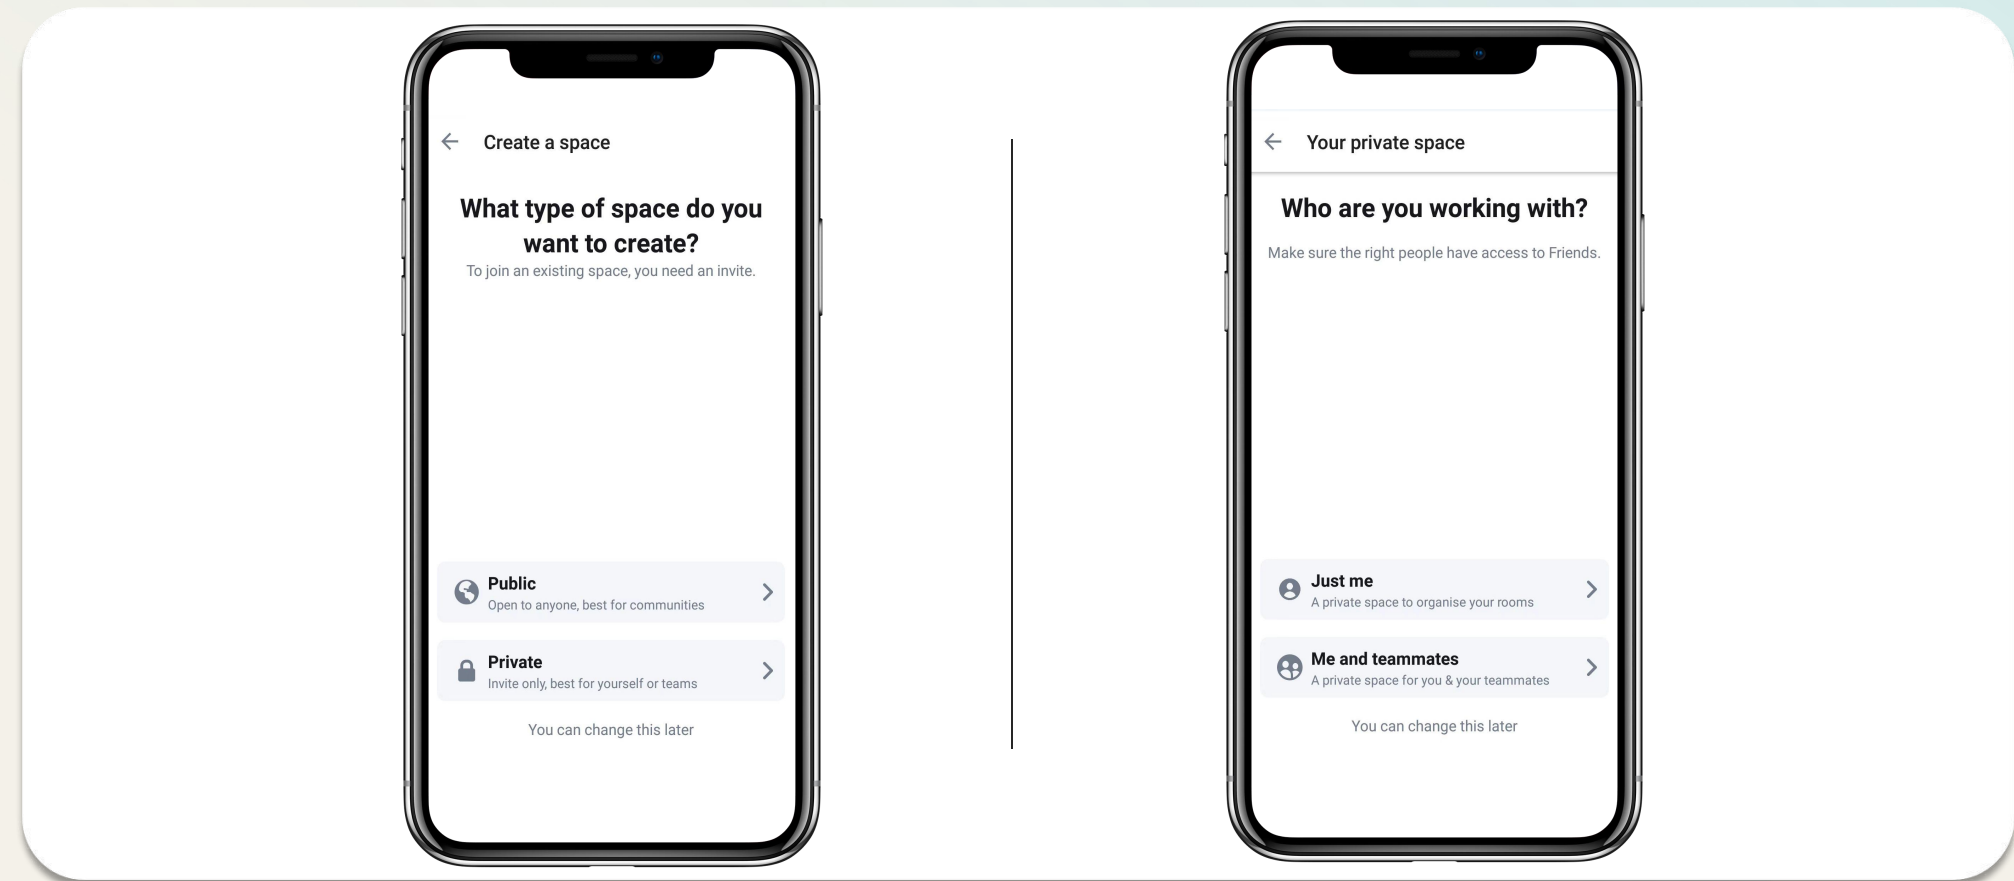 Create a space
What type of space do you
want to create?
To join an existing space, you need an invite.
Public
Open to anyone, best for communities
Private
Invite only, best for yourself or teams
You can change this later
Your private space
Who are you working with?
Make sure the right people have access to Friends.
Just me
A private space to organise your rooms
Me and teammates
A private space for you & your teammates
You can change this later